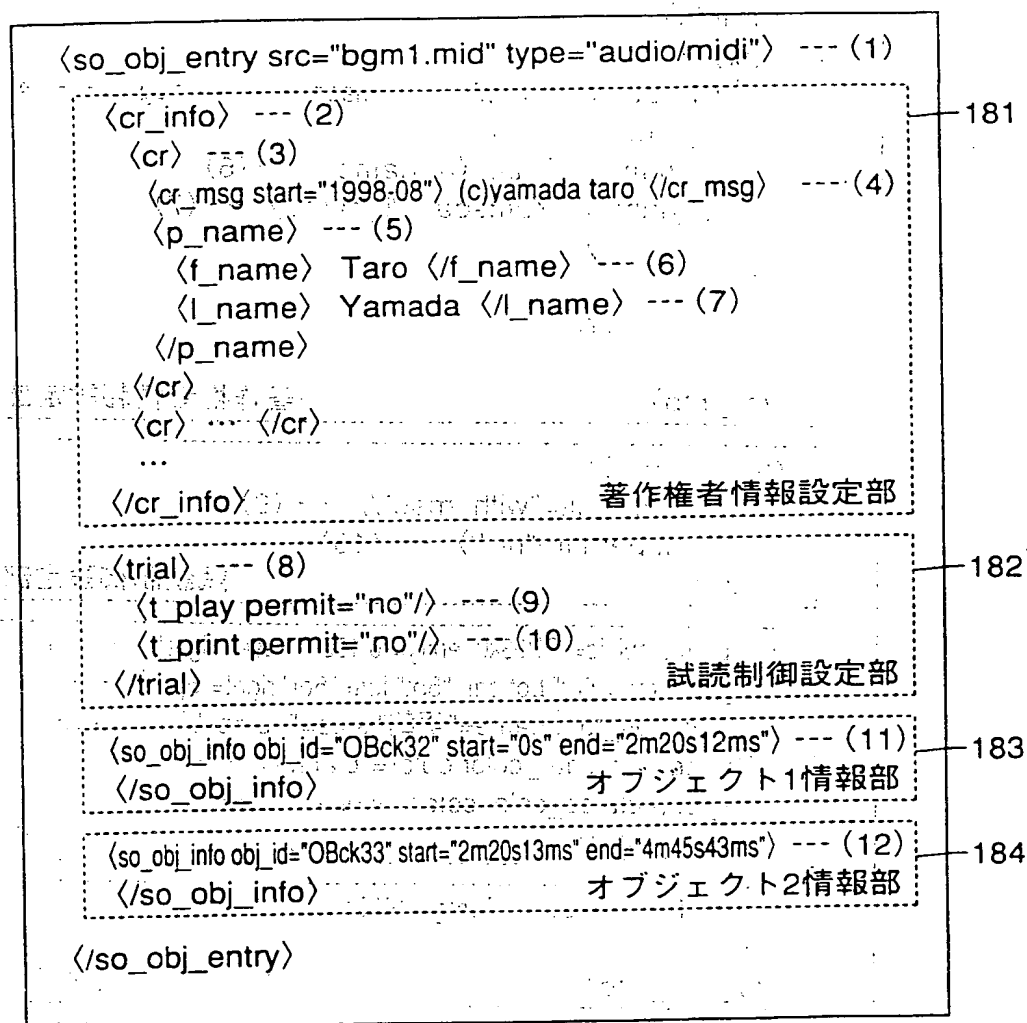 〈so_obj_entry src="bgm1.mid" type="audio/midi"〉 --- (1)
〈cr_info〉 --- (2)
181
〈cr〉 --- (3)
〈cr_msg start="1998-08"〉 (c)yamada taro 〈/cr_msg〉 --- (4)
〈p_name〉 --- (5)
〈f_name〉 Taro 〈/f_name〉 --- (6)
〈l_name〉 Yamada 〈/l_name〉 --- (7)
〈/p_name〉
〈/cr〉
〈cr〉 … 〈/cr〉
…
〈/cr_info〉 著作権者情報設定部
〈trial〉 --- (8)
182
〈t_play permit="no"/〉 --- (9)
〈t_print permit="no"/〉 --- (10)
〈/trial〉 試読制御設定部
〈so_obj_info obj_id="OBck32" start="0s" end="2m20s12ms"〉 --- (11)
183
〈/so_obj_info〉 オブジェクト1情報部
〈so_obj_info obj_id="OBck33" start="2m20s13ms" end="4m45s43ms"〉 --- (12)
184
〈/so_obj_info〉 オブジェクト2情報部
〈/so_obj_entry〉